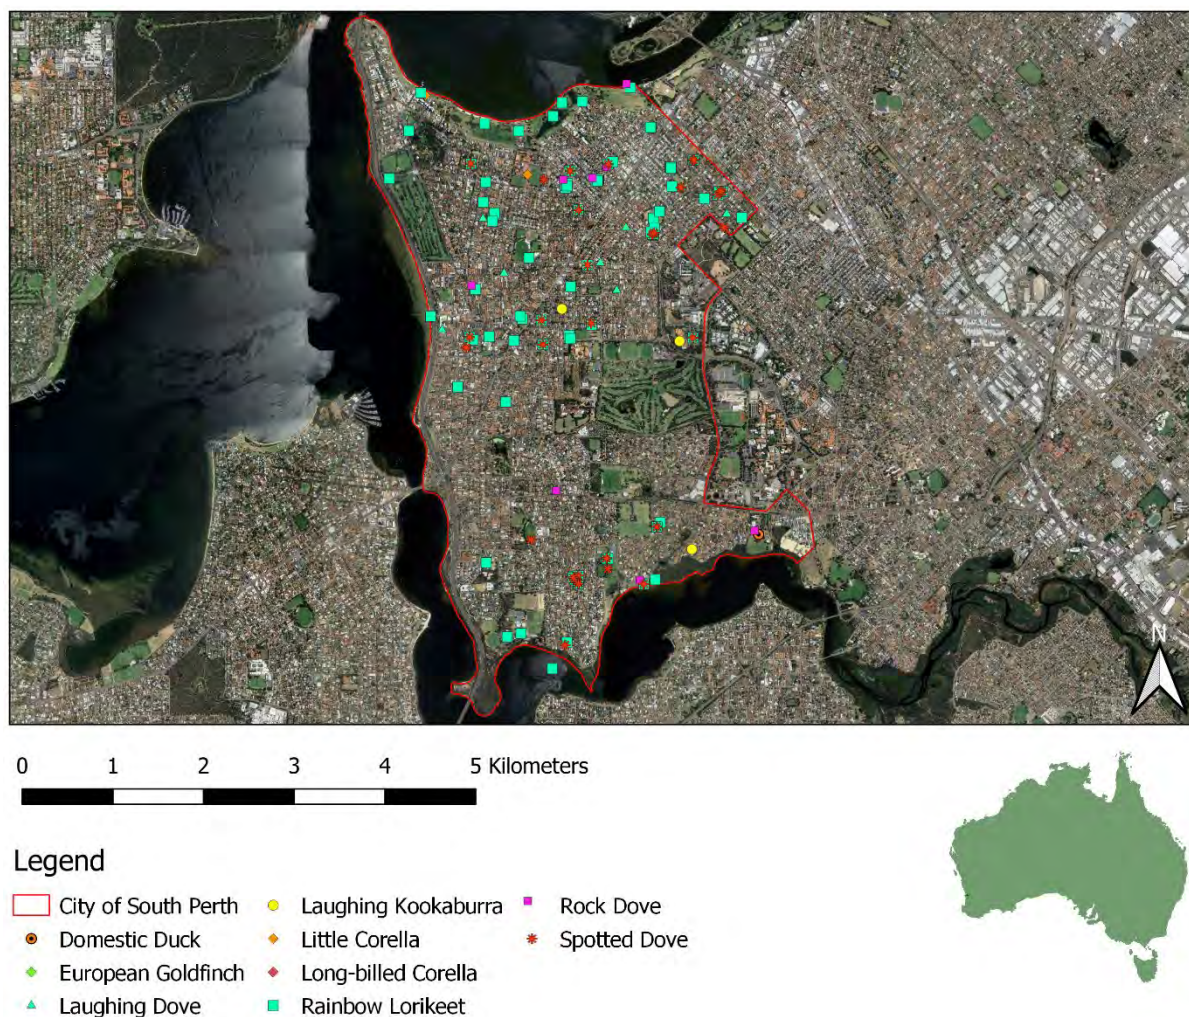 N
0 1 2 3 4 5 Kilometers
Legend
City of South Perth
Laughing Kookaburra
Rock Dove
Domestic Duck
Little Corella
Spotted Dove
European Goldfinch
Long-billed Corella
Laughing Dove
Rainbow Lorikeet